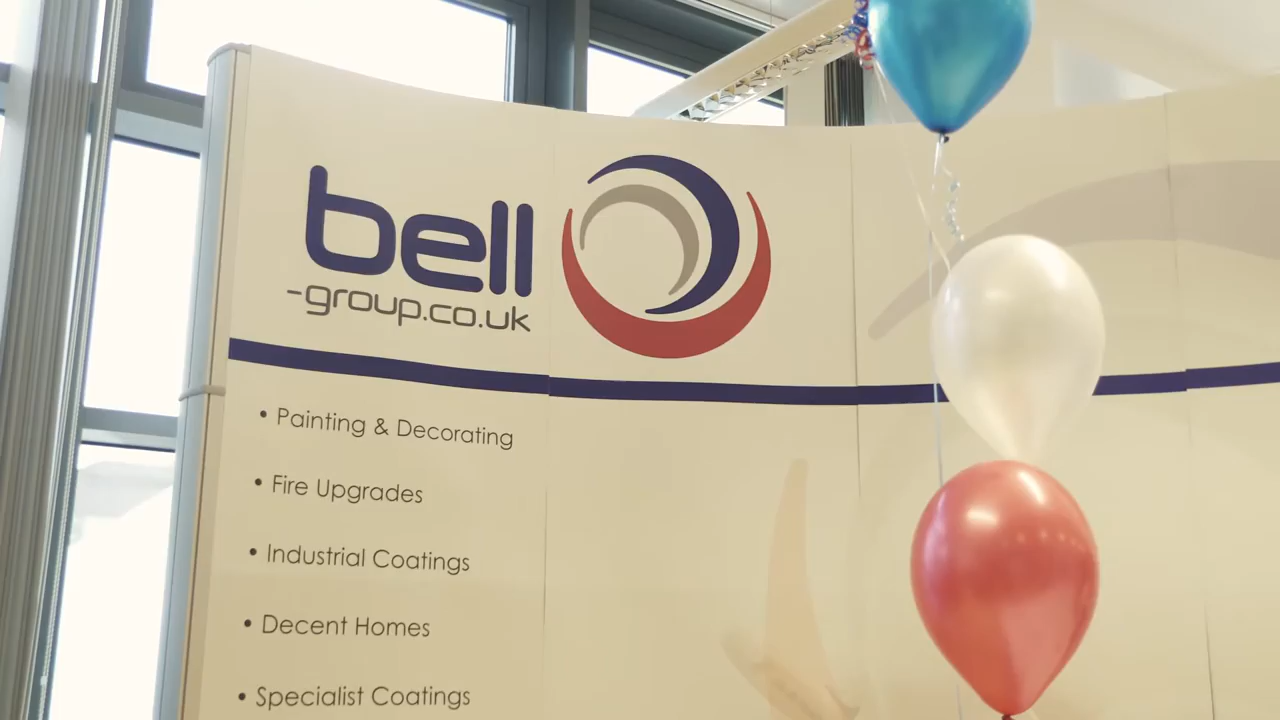 bell
-group.co.uk
• Painting & Decorating
• Fire Upgrades
• Industrial Coatings
• Decent Homes
• Specialist Coatings